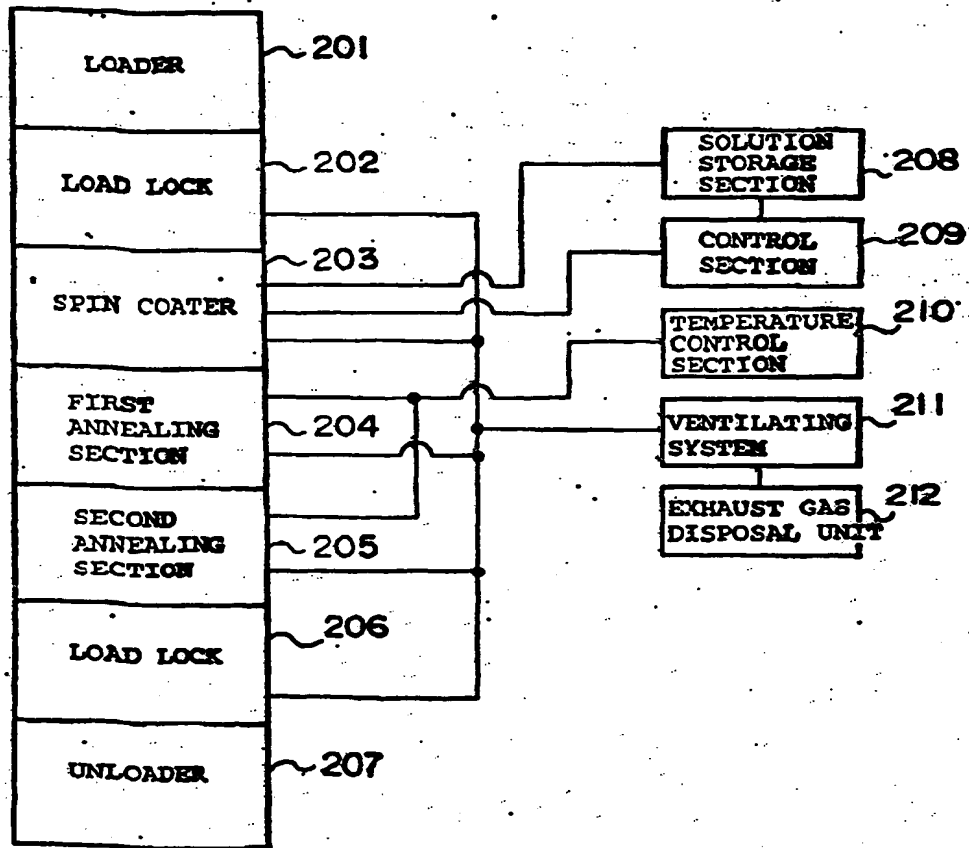 LOADER
201
LOAD LOCK
202
SPIN COATER
203
FIRST
ANNEALING
SECTION
204
SECOND
ANNEALING
SECTION
205
LOAD LOCK
206
UNLOADER
207
SOLUTION
STORAGE
SECTION
208
CONTROL
SECTION
209
TEMPERATURE
CONTROL
SECTION
210
VENTILATING
SYSTEM
211
EXHAUST GAS
DISPOSAL UNIT
212